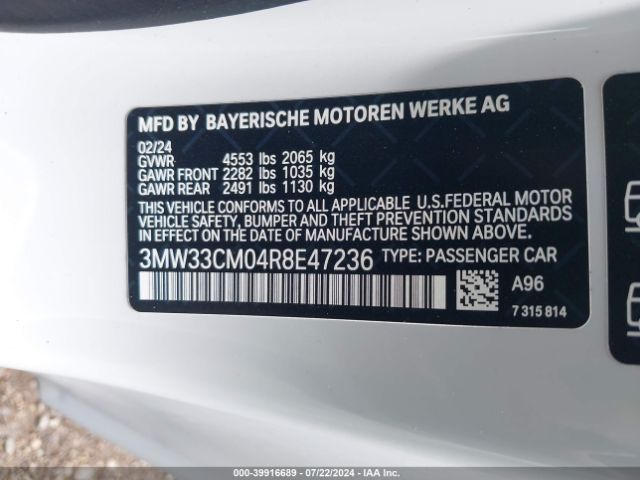 MFD BY BAYERISCHE MOTOREN WERKE AG
02/24
GVWR 4553 lbs 2065 kg
GAWR FRONT 2282 lbs 1035 kg
GAWR REAR 2491 lbs 1130 kg
THIS VEHICLE CONFORMS TO ALL APPLICABLE U.S.FEDERAL MOTOR
VEHICLE SAFETY, BUMPER AND THEFT PREVENTION STANDARDS
IN EFFECT ON THE DATE OF MANUFACTURE SHOWN ABOVE.
3MW33CM04R8E47236 TYPE: PASSENGER CAR
A96
7 315 814
000-39916689 - 07/22/2024 - IAA Inc.